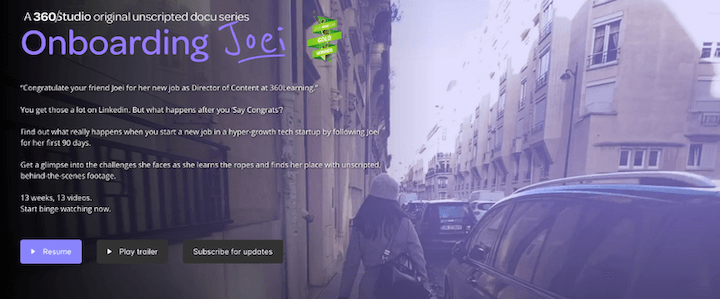 A 360/Studio original unscripted docu series
Onboarding Joei
GOLD
WINNER
“Congratulate your friend Joei for her new job as Director of Content at 360Learning.”
You get those a lot on LinkedIn. But what happens after you ‘Say Congrats’?
Find out what really happens when you start a new job in a hyper-growth tech startup by following Joei
for her first 90 days.
Get a glimpse into the challenges she faces as she learns the ropes and finds her place with unscripted,
behind-the-scenes footage.
13 weeks, 13 videos.
Start binge watching now.
Resume
Play trailer
Subscribe for updates